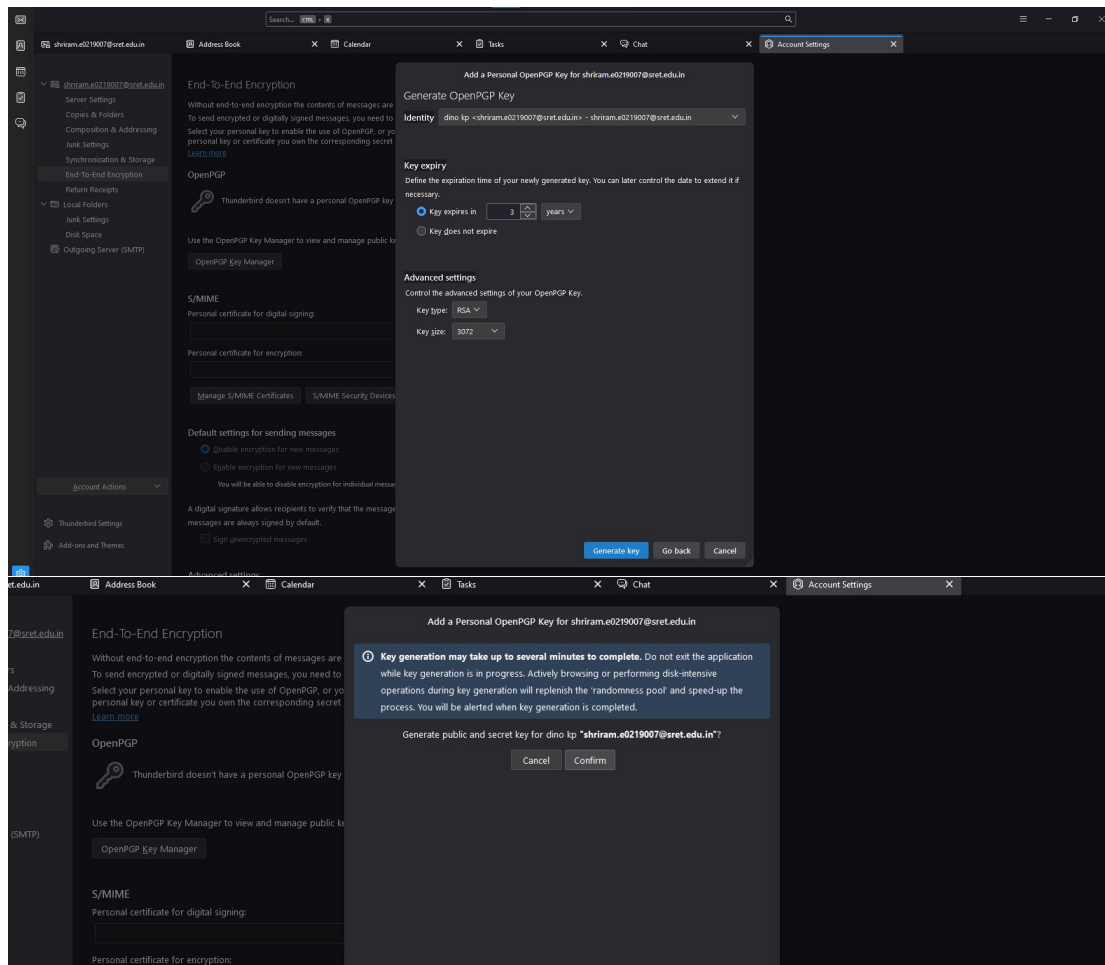 Search... CTRL + K
shriram.e0219007@sret.edu.in
Address Book
Calendar
Tasks
Chat
Account Settings
shriram.e0219007@sret.edu.in
Server Settings
Copies & Folders
Composition & Addressing
Junk Settings
Synchronization & Storage
End-To-End Encryption
Return Receipts
Local Folders
Junk Settings
Disk Space
Outgoing Server (SMTP)
Account Actions
Thunderbird Settings
Add-ons and Themes
End-To-End Encryption
Without end-to-end encryption the contents of messages are
To send encrypted or digitally signed messages, you need to
Select your personal key to enable the use of OpenPGP, or yo
personal key or certificate you own the corresponding secret
Learn more
OpenPGP
Thunderbird doesn't have a personal OpenPGP key
Use the OpenPGP Key Manager to view and manage public ke
OpenPGP Key Manager
S/MIME
Personal certificate for digital signing:
Personal certificate for encryption:
Manage S/MIME Certificates
S/MIME Security Devices
Default settings for sending messages
Disable encryption for new messages
Enable encryption for new messages
You will be able to disable encryption for individual messa
A digital signature allows recipients to verify that the message
messages are always signed by default.
Sign unencrypted messages
Advanced settings
Add a Personal OpenPGP Key for shriram.e0219007@sret.edu.in
Generate OpenPGP Key
Identity dino kp <shriram.e0219007@sret.edu.in> - shriram.e0219007@sret.edu.in
Key expiry
Define the expiration time of your newly generated key. You can later control the date to extend it if
necessary.
Key expires in 3 years
Key does not expire
Advanced settings
Control the advanced settings of your OpenPGP Key.
Key type: RSA
Key size: 3072
Generate key
Go back
Cancel
et.edu.in
Address Book
Calendar
Tasks
Chat
Account Settings
7@sret.edu.in
rs
Addressing
& Storage
ryption
(SMTP)
End-To-End Encryption
Without end-to-end encryption the contents of messages are
To send encrypted or digitally signed messages, you need to
Select your personal key to enable the use of OpenPGP, or yo
personal key or certificate you own the corresponding secret
Learn more
OpenPGP
Thunderbird doesn't have a personal OpenPGP key
Use the OpenPGP Key Manager to view and manage public ke
OpenPGP Key Manager
S/MIME
Personal certificate for digital signing:
Personal certificate for encryption:
Add a Personal OpenPGP Key for shriram.e0219007@sret.edu.in
Key generation may take up to several minutes to complete. Do not exit the application
while key generation is in progress. Actively browsing or performing disk-intensive
operations during key generation will replenish the 'randomness pool' and speed-up the
process. You will be alerted when key generation is completed.
Generate public and secret key for dino kp "shriram.e0219007@sret.edu.in"?
Cancel
Confirm